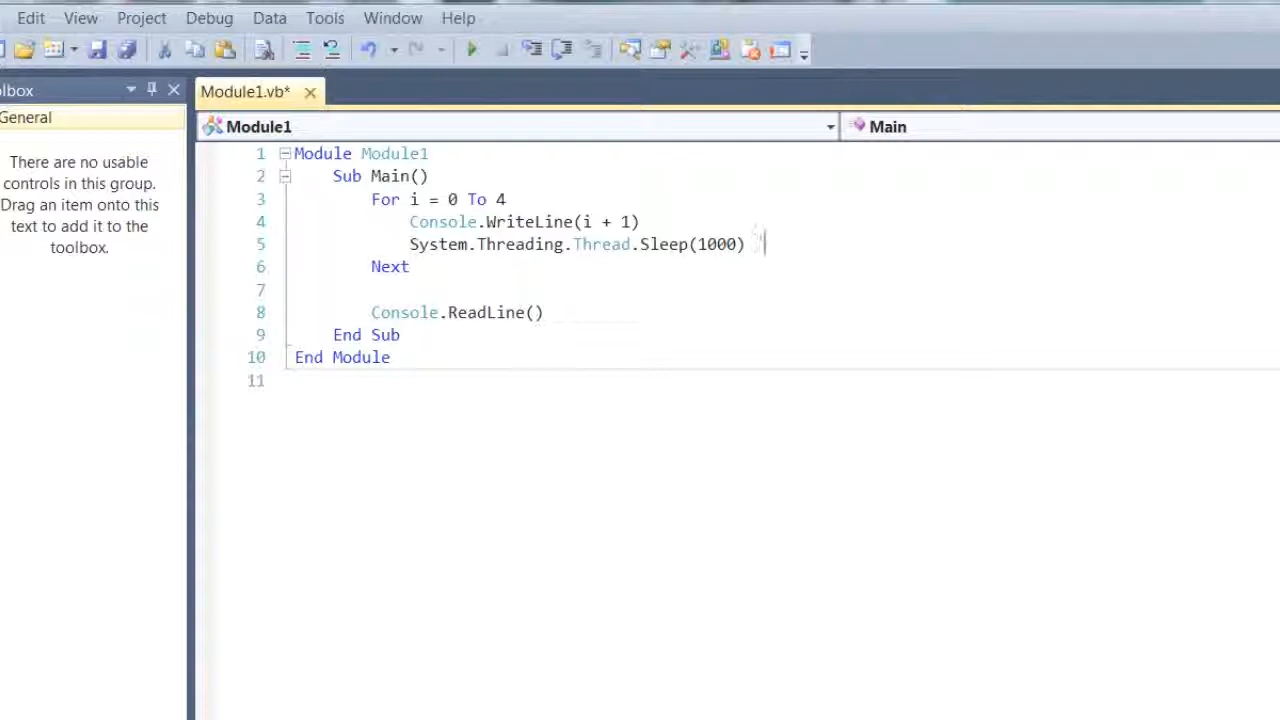 Edit View Project Debug Data Tools Window Help
lbox
Module1.vb*
General
Module1
Main
There are no usable
controls in this group.
Drag an item onto this
text to add it to the
toolbox.
1 Module Module1
2 Sub Main()
3 For i = 0 To 4
4 Console.WriteLine(i + 1)
5 System.Threading.Thread.Sleep(1000)
6 Next
7
8 Console.ReadLine()
9 End Sub
10 End Module
11